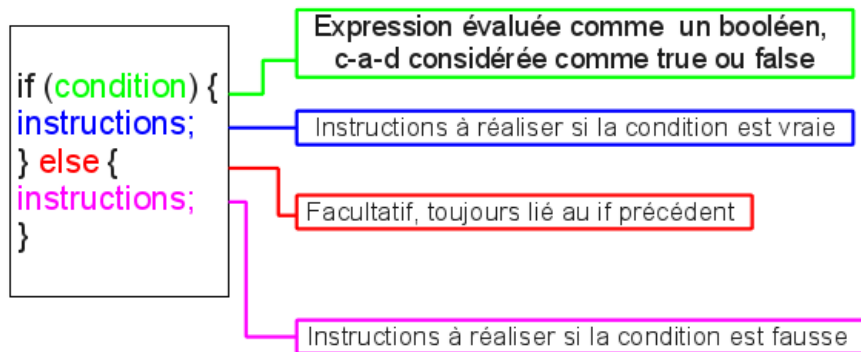 if (condition) {
instructions;
} else {
instructions;
}
Expression évaluée comme un booléen,
c-a-d considérée comme true ou false
Instructions à réaliser si la condition est vraie
Facultatif, toujours lié au if précédent
Instructions à réaliser si la condition est fausse